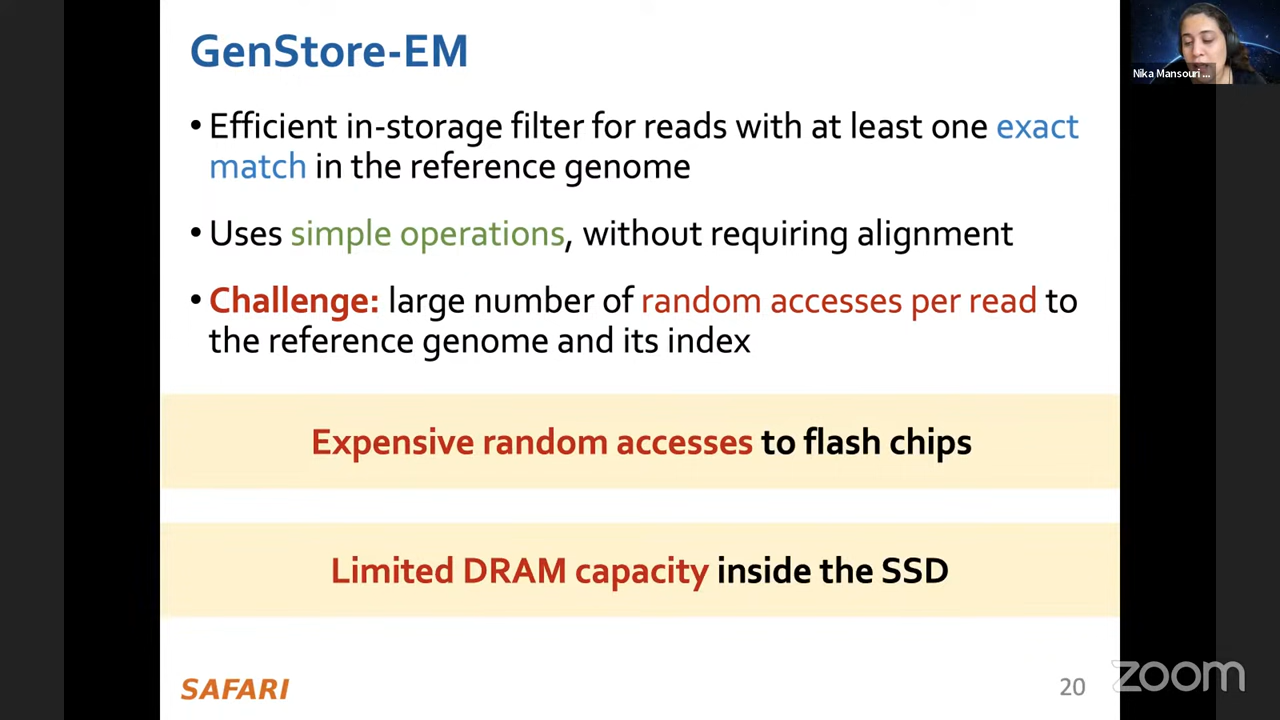 GenStore-EM
Nika Mansouri ...
• Efficient in-storage filter for reads with at least one exact
match in the reference genome
• Uses simple operations, without requiring alignment
• Challenge: large number of random accesses per read to
the reference genome and its index
Expensive random accesses to flash chips
Limited DRAM capacity inside the SSD
SAFARI
20
zoom